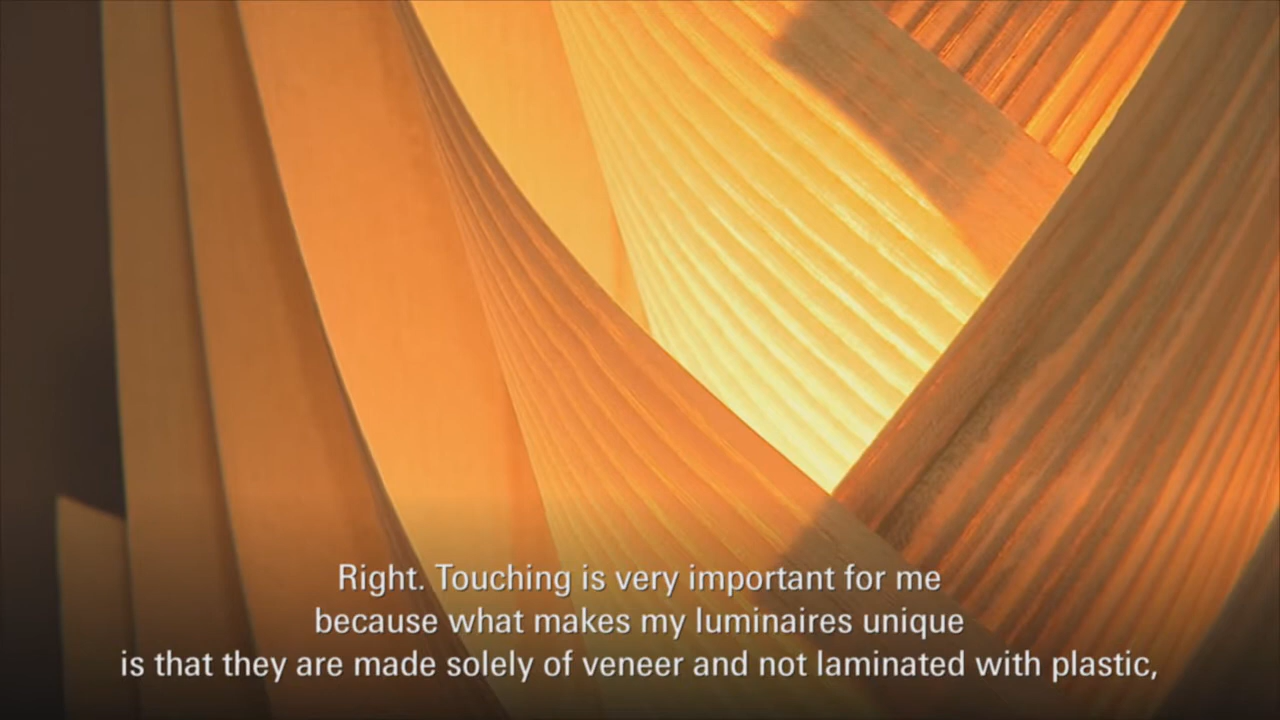 Right. Touching is very important for me
because what makes my luminaires unique
is that they are made solely of veneer and not laminated with plastic,